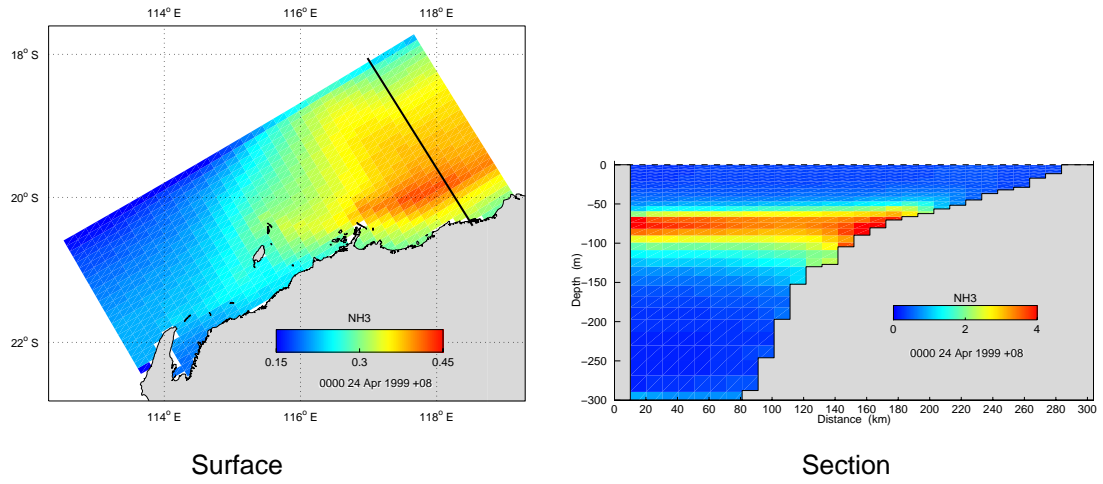 114° E 116° E 118° E
18° S
20° S
22° S
NH3
0.15 0.3 0.45
0000 24 Apr 1999 +08
114° E 116° E 118° E
Surface
0
−50
−100
−150
−200
−250
−300
Depth (m)
NH3
0 2 4
0000 24 Apr 1999 +08
0 20 40 60 80 100 120 140 160 180 200 220 240 260 280 300
Distance (km)
Section